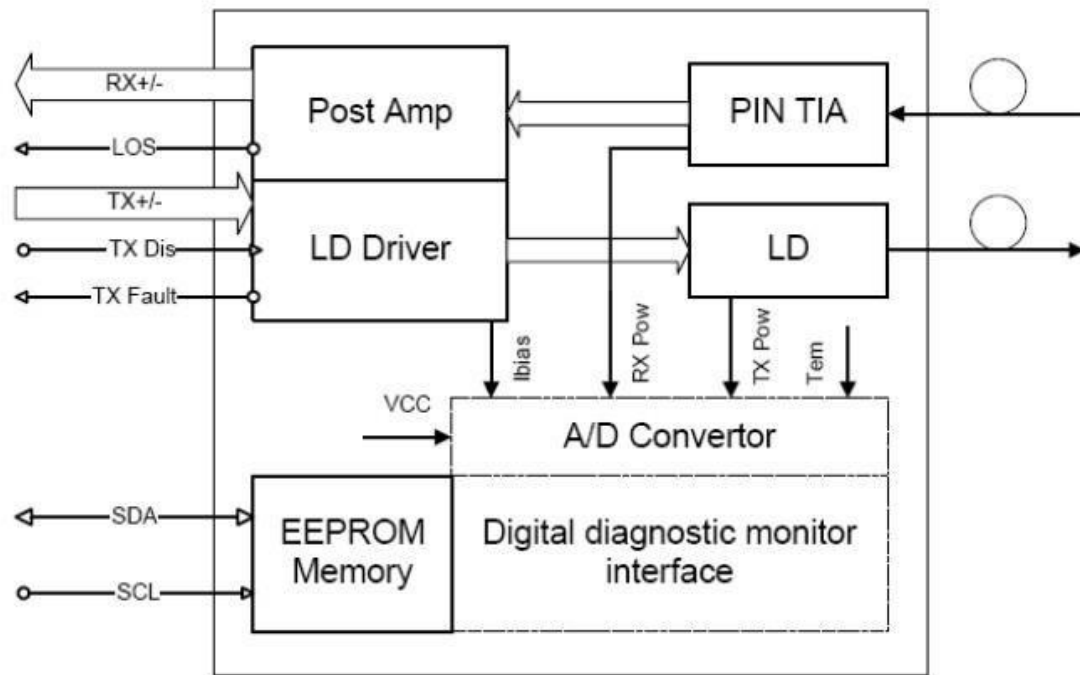 RX+/-
Post Amp
PIN TIA
LOS
TX+/-
TX Dis
LD Driver
LD
TX Fault
Ibias
RX Pow
TX Pow
Tem
VCC
A/D Convertor
SDA
EEPROM
Memory
Digital diagnostic monitor
interface
SCL